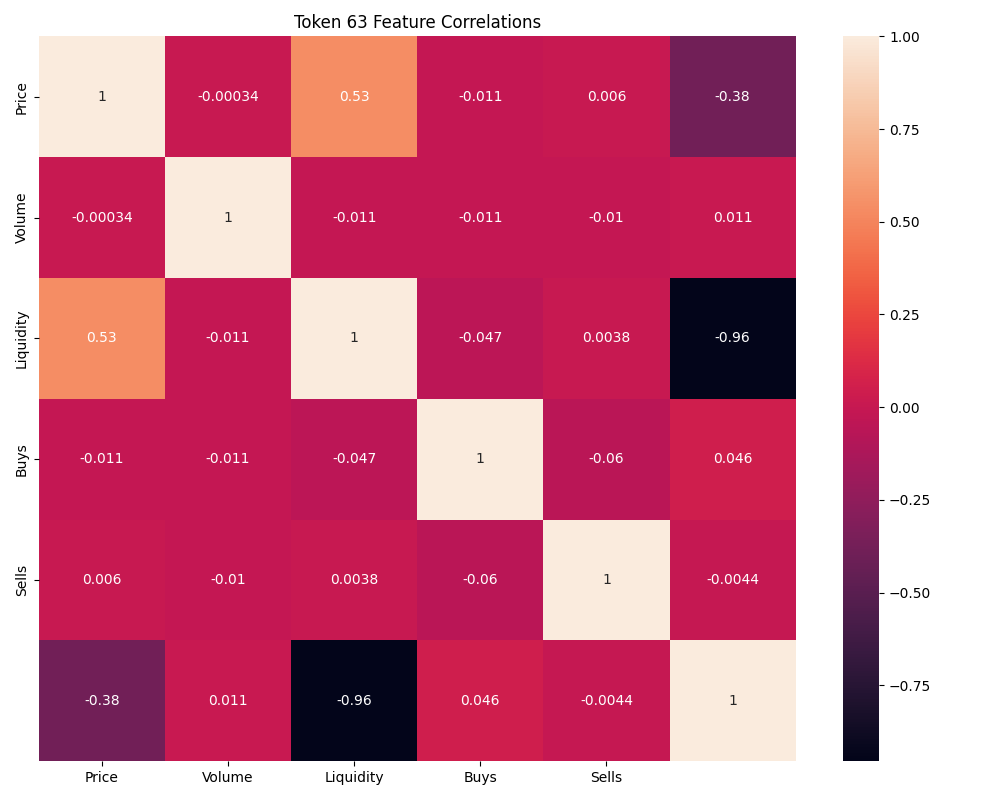 Token 63 Feature Correlations
Price
1 -0.00034 0.53 -0.011 0.006 -0.38
Volume
-0.00034 1 -0.011 -0.011 -0.01 0.011
Liquidity
0.53 -0.011 1 -0.047 0.0038 -0.96
Buys
-0.011 -0.011 -0.047 1 -0.06 0.046
Sells
0.006 -0.01 0.0038 -0.06 1 -0.0044
-0.38 0.011 -0.96 0.046 -0.0044 1
Price Volume Liquidity Buys Sells
1.00
0.75
0.50
0.25
0.00
−0.25
−0.50
−0.75